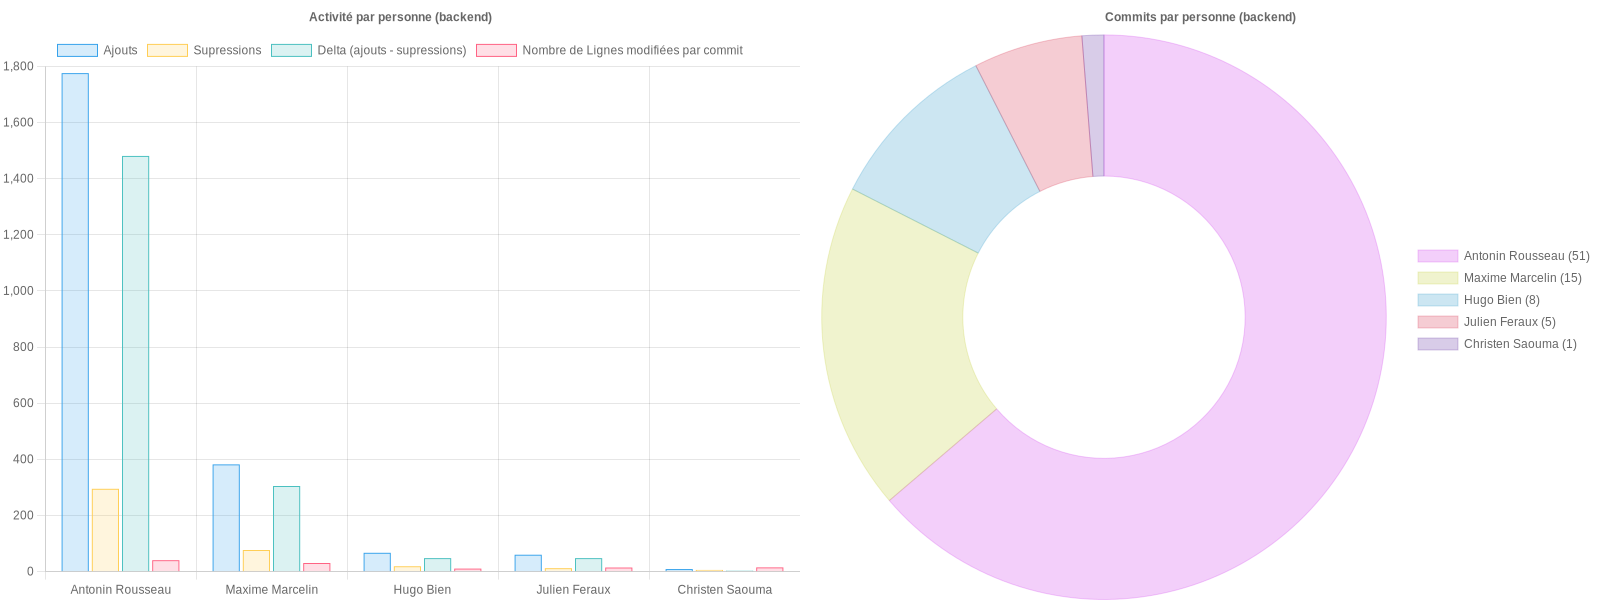 Activité par personne (backend)
Ajouts
Supressions
Delta (ajouts - supressions)
Nombre de Lignes modifiées par commit
1,800
1,600
1,400
1,200
1,000
800
600
400
200
0
Antonin Rousseau
Maxime Marcelin
Hugo Bien
Julien Feraux
Christen Saouma
Commits par personne (backend)
Antonin Rousseau (51)
Maxime Marcelin (15)
Hugo Bien (8)
Julien Feraux (5)
Christen Saouma (1)